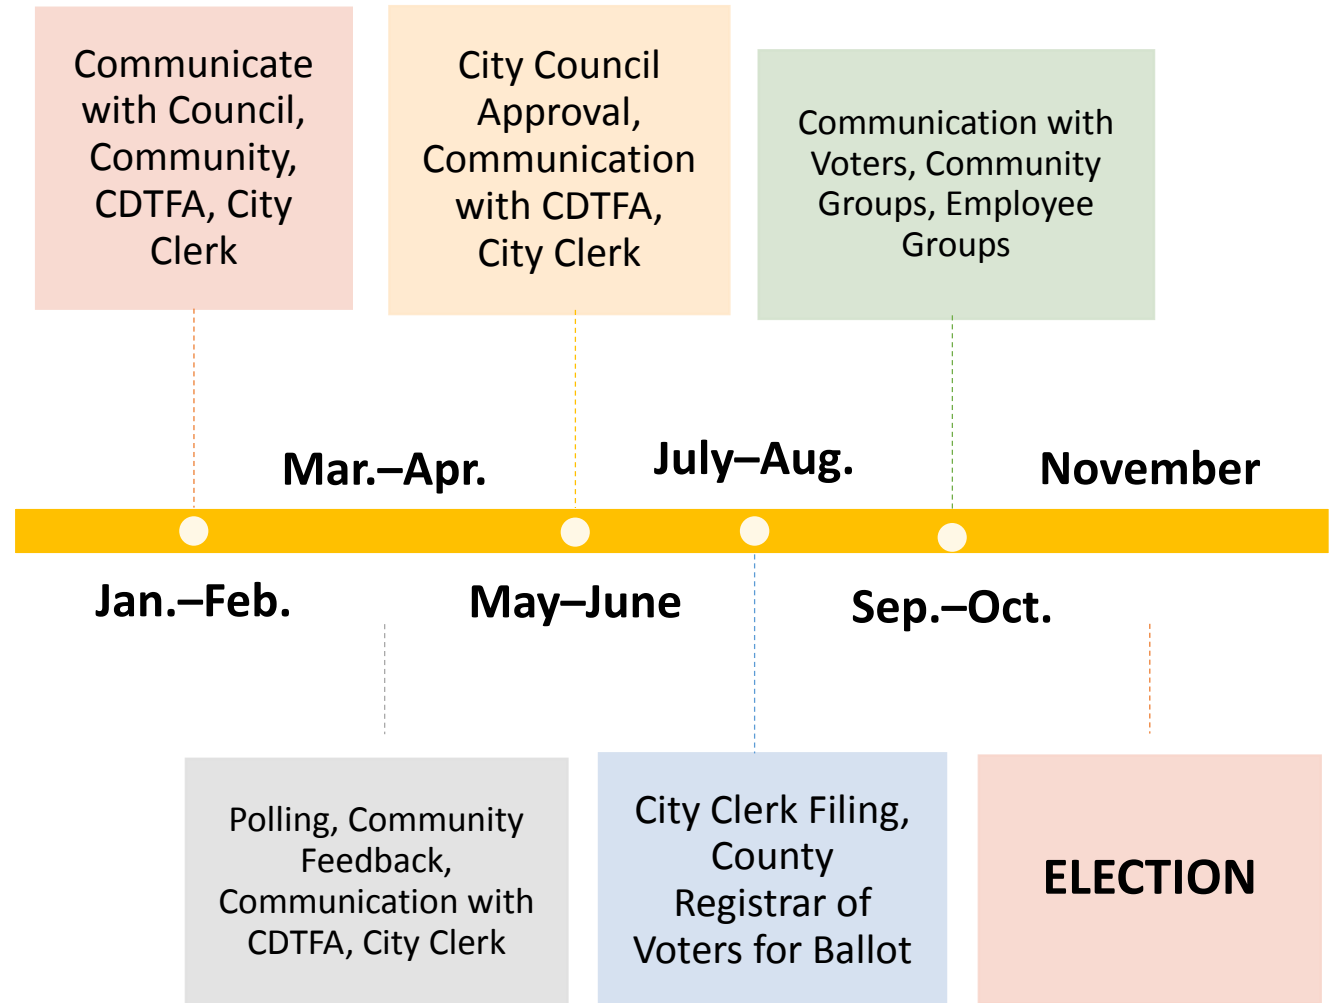 Communicate
with Council,
Community,
CDTFA, City
Clerk
City Council
Approval,
Communication
with CDTFA,
City Clerk
Communication with
Voters, Community
Groups, Employee
Groups
Mar.–Apr.
July–Aug.
November
Jan.–Feb.
May–June
Sep.–Oct.
Polling, Community
Feedback,
Communication with
CDTFA, City Clerk
City Clerk Filing,
County
Registrar of
Voters for Ballot
ELECTION